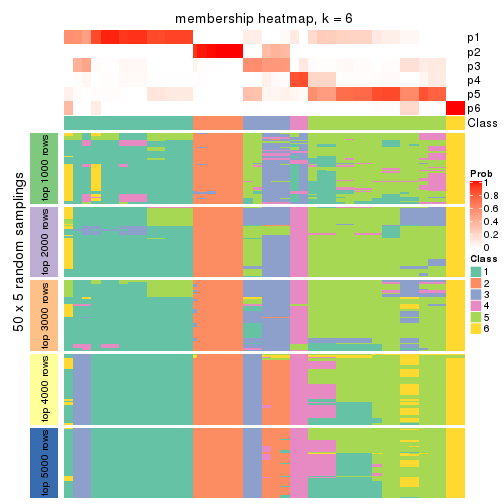 membership heatmap, k = 6
p1
p2
p3
p4
p5
p6
Class
50 x 5 random samplings
top 1000 rows
top 2000 rows
top 3000 rows
top 4000 rows
top 5000 rows
Prob
1
0.8
0.6
0.4
0.2
0
Class
1
2
3
4
5
6